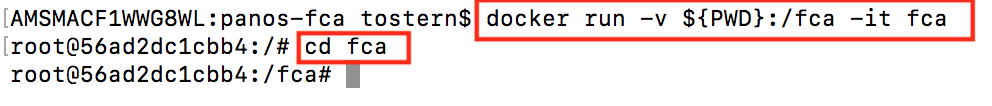 [AMSMACF1WWG8WL:panos-fca tostern$ docker run -v ${PWD}:/fca -it fca
[root@56ad2dc1cbb4:/# cd fca
root@56ad2dc1cbb4:/fca#